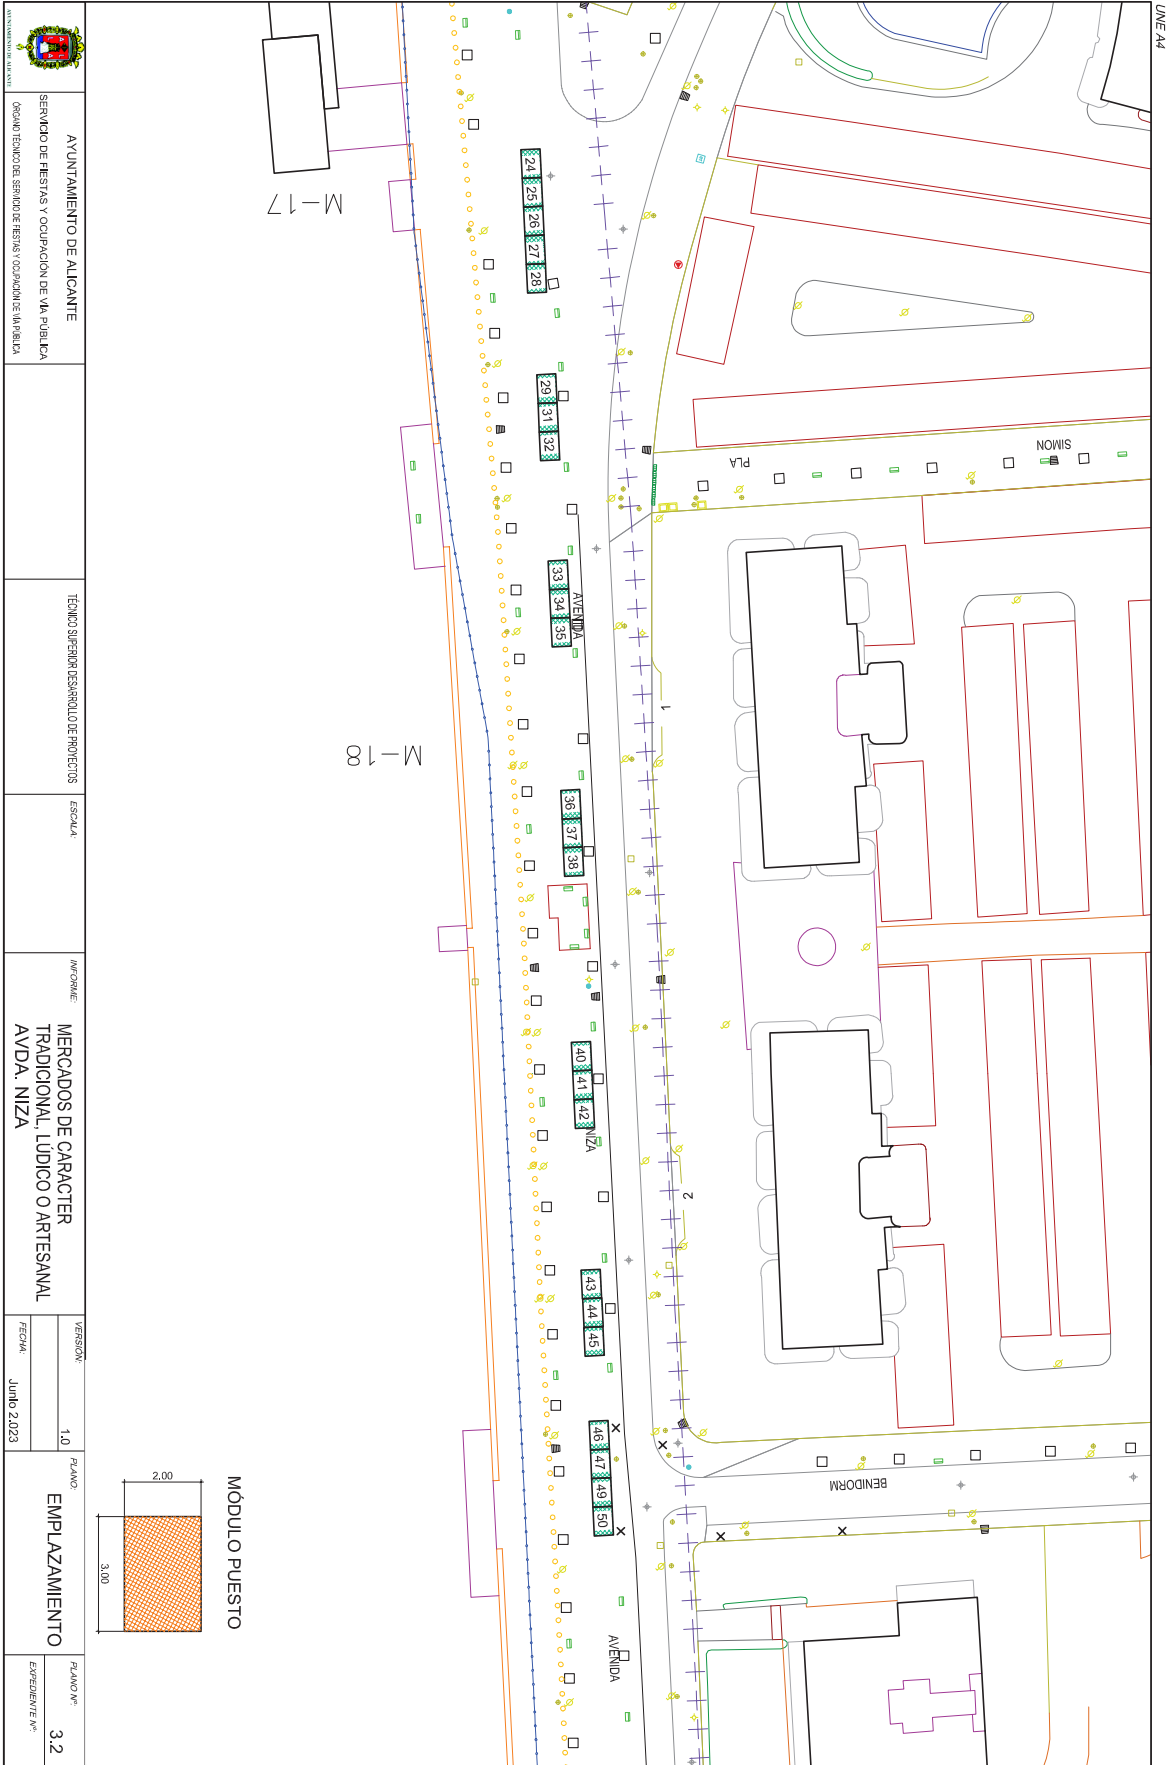 UNE A4
SIMON
PLA
24 25 26 27 28
29 31 32
33 34 35
36 37 38
40 41 42
43 44 45
46 47 49 50
AVENIDA
NIZA
AVENIDA
1
2
BENIDORM
M-17
M-18
MÓDULO PUESTO
2,00
3.00
AYUNTAMIENTO DE ALICANTE
AYUNTAMIENTO DE ALICANTE
SERVICIO DE FIESTAS Y OCUPACIÓN DE VÍA PÚBLICA
ÓRGANO TÉCNICO DEL SERVICIO DE FIESTAS Y OCUPACIÓN DE VÍA PÚBLICA
TÉCNICO SUPERIOR DESARROLLO DE PROYECTOS
ESCALA:
INFORME:
MERCADOS DE CARACTER
TRADICIONAL, LÚDICO O ARTESANAL
AVDA. NIZA
VERSIÓN:
1.0
FECHA:
Junio 2.023
PLANO:
EMPLAZAMIENTO
PLANO Nº:
3.2
EXPEDIENTE Nº: